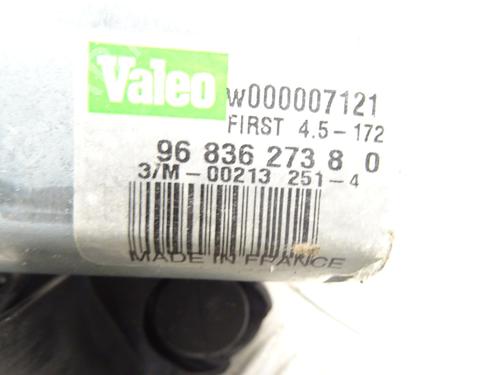 Valeo
W000007121
FIRST 4.5-172
96 836 273 8 0
3/M-00213 251-4
MADE IN FRANCE